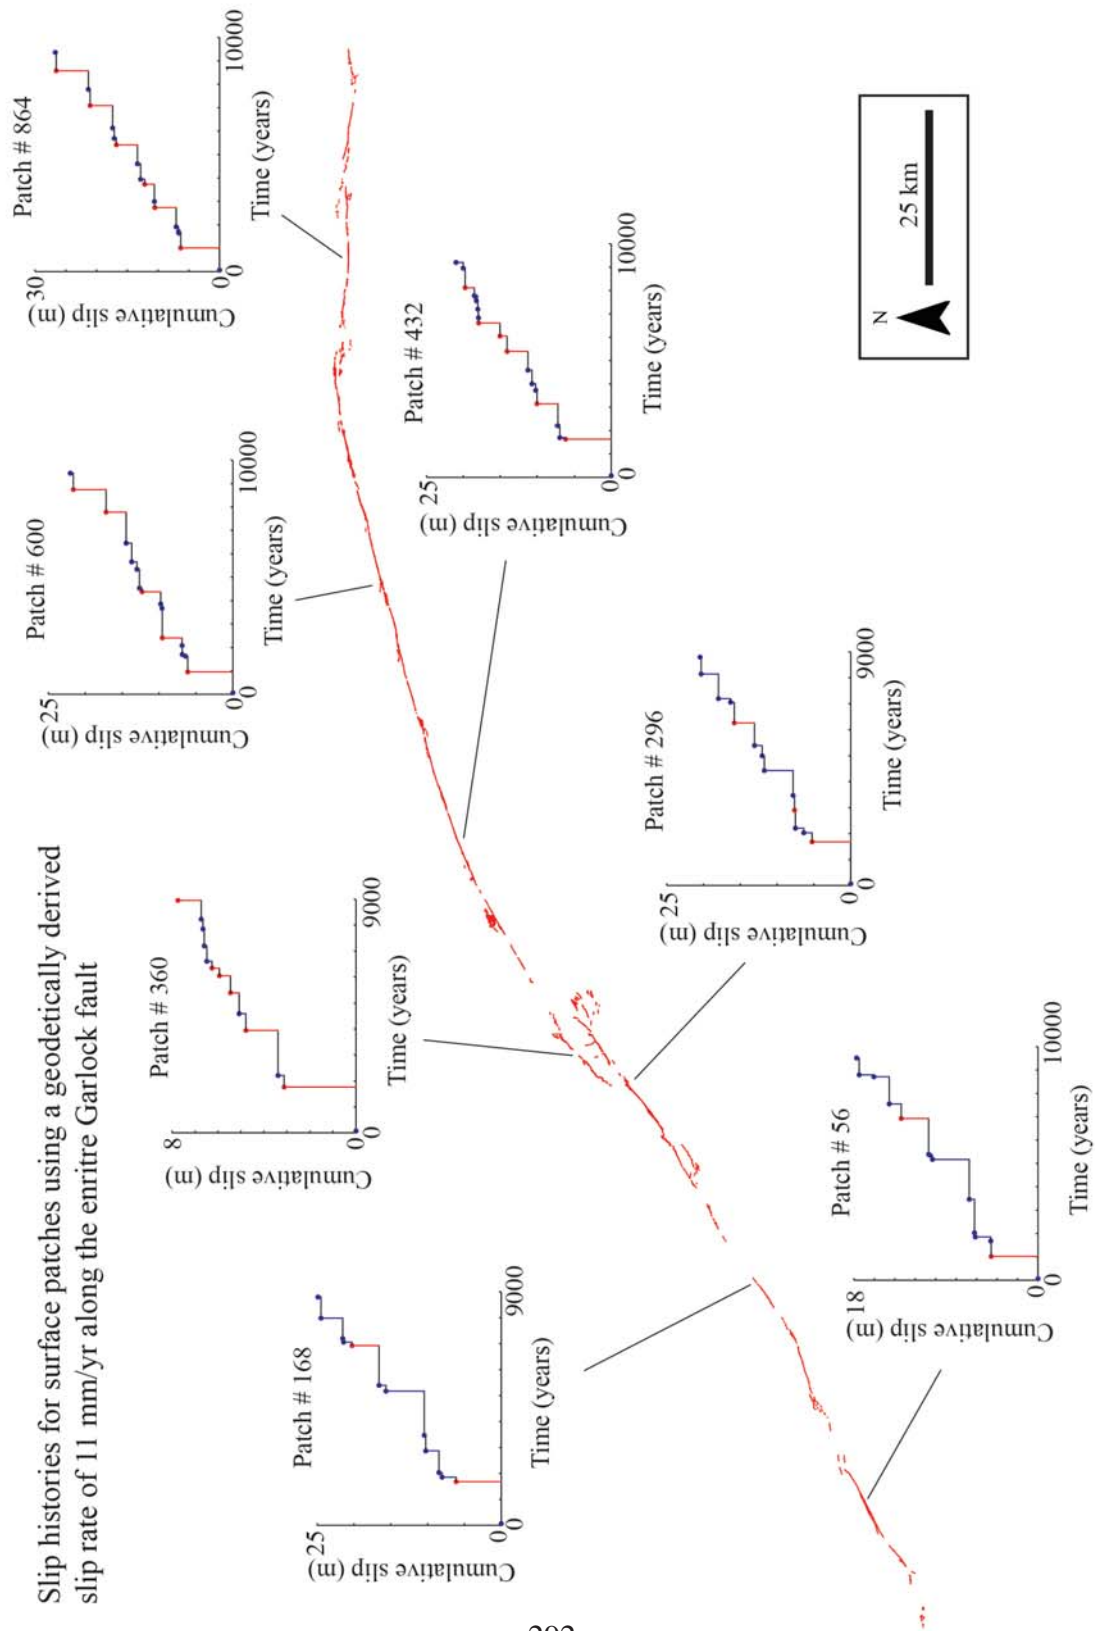 Slip histories for surface patches using a geodetically derived
slip rate of 11 mm/yr along the enritre Garlock fault
Patch # 168
25
Cumulative slip (m)
0
0
9000
Time (years)
Patch # 360
8
Cumulative slip (m)
0
0
9000
Time (years)
Patch # 600
25
Cumulative slip (m)
0
0
10000
Time (years)
Patch # 864
30
Cumulative slip (m)
0
0
10000
Time (years)
Patch # 56
18
Cumulative slip (m)
0
0
10000
Time (years)
Patch # 296
25
Cumulative slip (m)
0
0
9000
Time (years)
Patch # 432
25
Cumulative slip (m)
0
0
10000
Time (years)
N
25 km